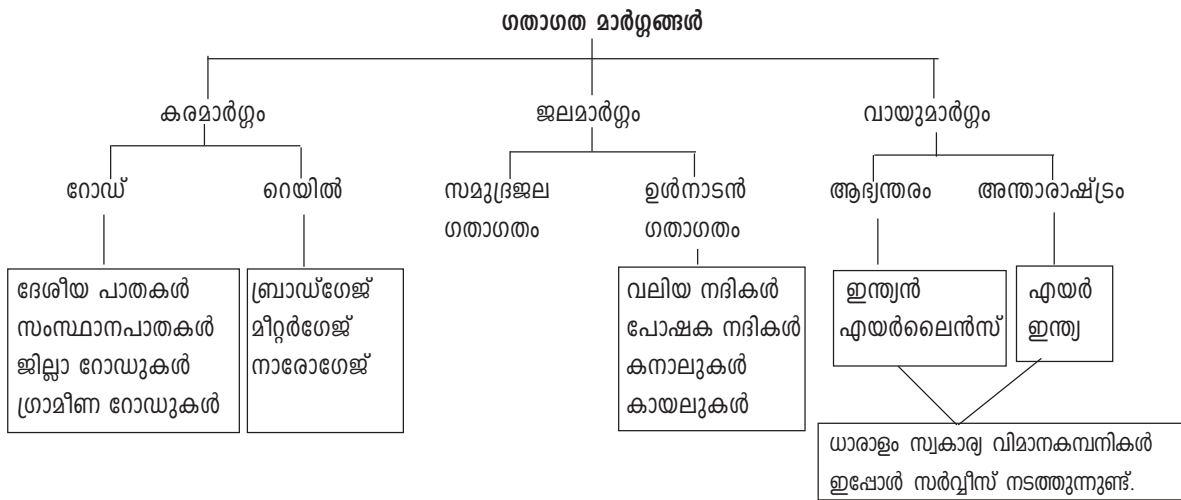 ഗതാഗത മാർഗ്ഗങ്ങൾ
കരമാർഗ്ഗം
ജലമാർഗ്ഗം
വായുമാർഗ്ഗം
റോഡ്
റെയിൽ
സമുദ്രജല
ഗതാഗതം
ഉൾനാടൻ
ഗതാഗതം
ആഭ്യന്തരം
അന്താരാഷ്ട്രം
ദേശീയ പാതകൾ
സംസ്ഥാനപാതകൾ
ജില്ലാ റോഡുകൾ
ഗ്രാമീണ റോഡുകൾ
ബ്രാഡ്ഗേജ്
മീറ്റർഗേജ്
നാരോഗേജ്
വലിയ നദികൾ
പോഷക നദികൾ
കനാലുകൾ
കായലുകൾ
ഇന്ത്യൻ
എയർലൈൻസ്
എയർ
ഇന്ത്യ
ധാരാളം സ്വകാര്യ വിമാനകമ്പനികൾ
ഇപ്പോൾ സർവ്വീസ് നടത്തുന്നുണ്ട്.